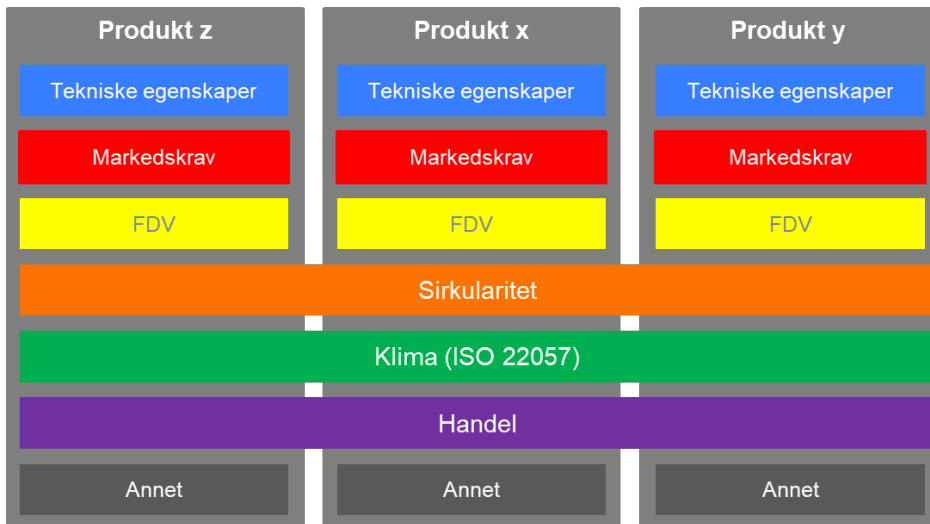 Produkt z
Produkt x
Produkt y
Tekniske egenskaper
Tekniske egenskaper
Tekniske egenskaper
Markedskrav
Markedskrav
Markedskrav
FDV
FDV
FDV
Sirkularitet
Klima (ISO 22057)
Handel
Annet
Annet
Annet